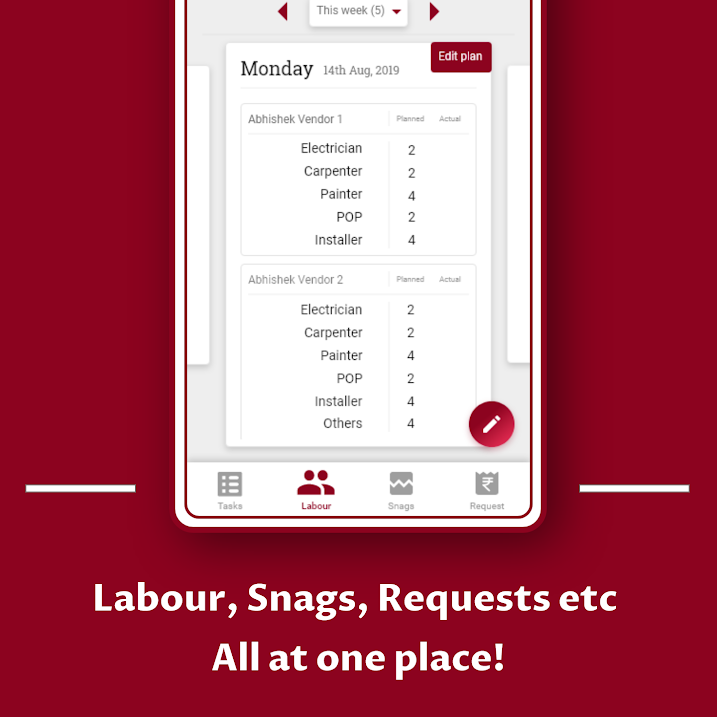 This week (5)
Edit plan
Monday 14th Aug, 2019
Abhishek Vendor 1 Planned Actual
Electrician 2
Carpenter 2
Painter 4
POP 2
Installer 4
Abhishek Vendor 2 Planned Actual
Electrician 2
Carpenter 2
Painter 4
POP 2
Installer 4
Others 4
Tasks Labour Snags Request
Labour, Snags, Requests etc
All at one place!